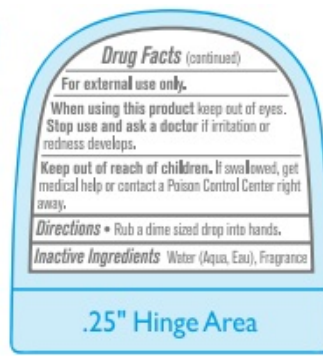 Drug Facts (continued)
For external use only.
When using this product keep out of eyes.
Stop use and ask a doctor if irritation or
redness develops.
Keep out of reach of children. If swallowed, get
medical help or contact a Poison Control Center right
away.
Directions • Rub a dime sized drop into hands.
Inactive Ingredients Water (Aqua, Eau), Fragrance
.25" Hinge Area